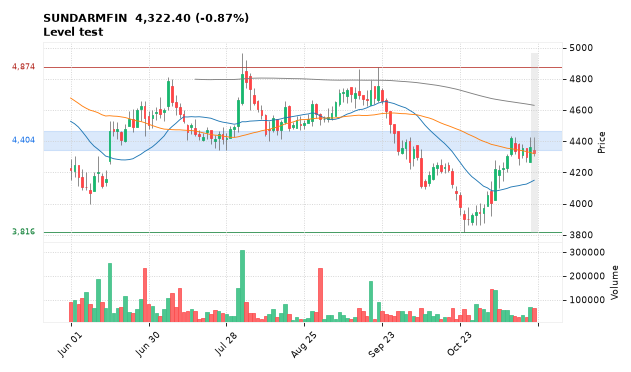 SUNDARMFIN 4,322.40 (-0.87%)
Level test
5000
4,874
4800
4600
4,404
4400
4200
4000
3,816
3800
Price
300000
200000
100000
Volume
Jun 01
Jun 30
Jul 28
Aug 25
Sep 23
Oct 23